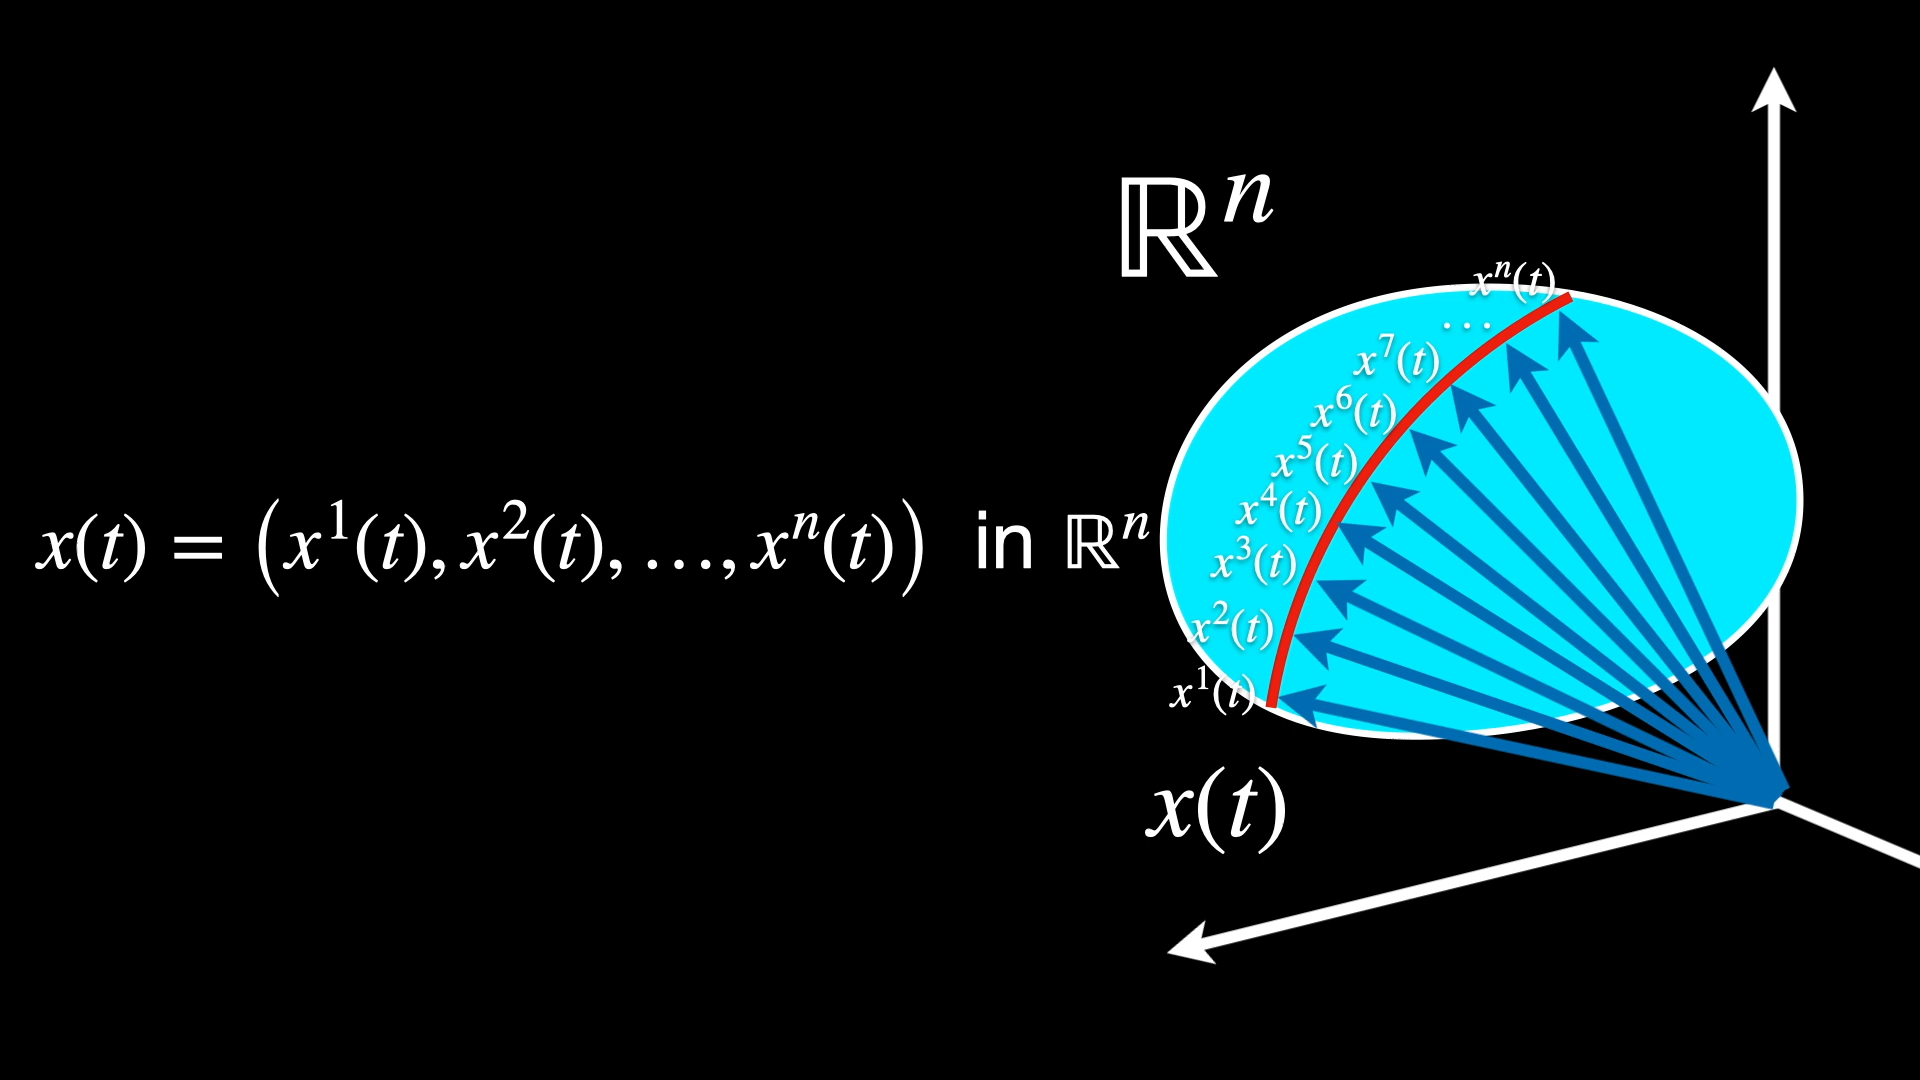 ℝⁿ
xⁿ(t)
...
x⁷(t)
x⁶(t)
x⁵(t)
x⁴(t)
x(t) = (x¹(t), x²(t), …, xⁿ(t)) in ℝⁿ
x³(t)
x²(t)
x¹(t)
x(t)